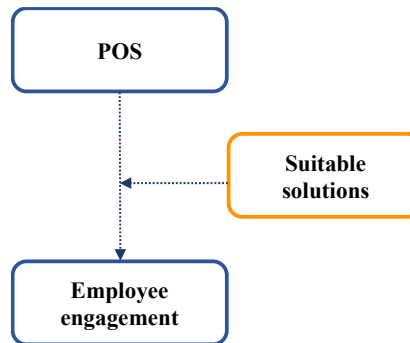 POS
Suitable
solutions
Employee
engagement